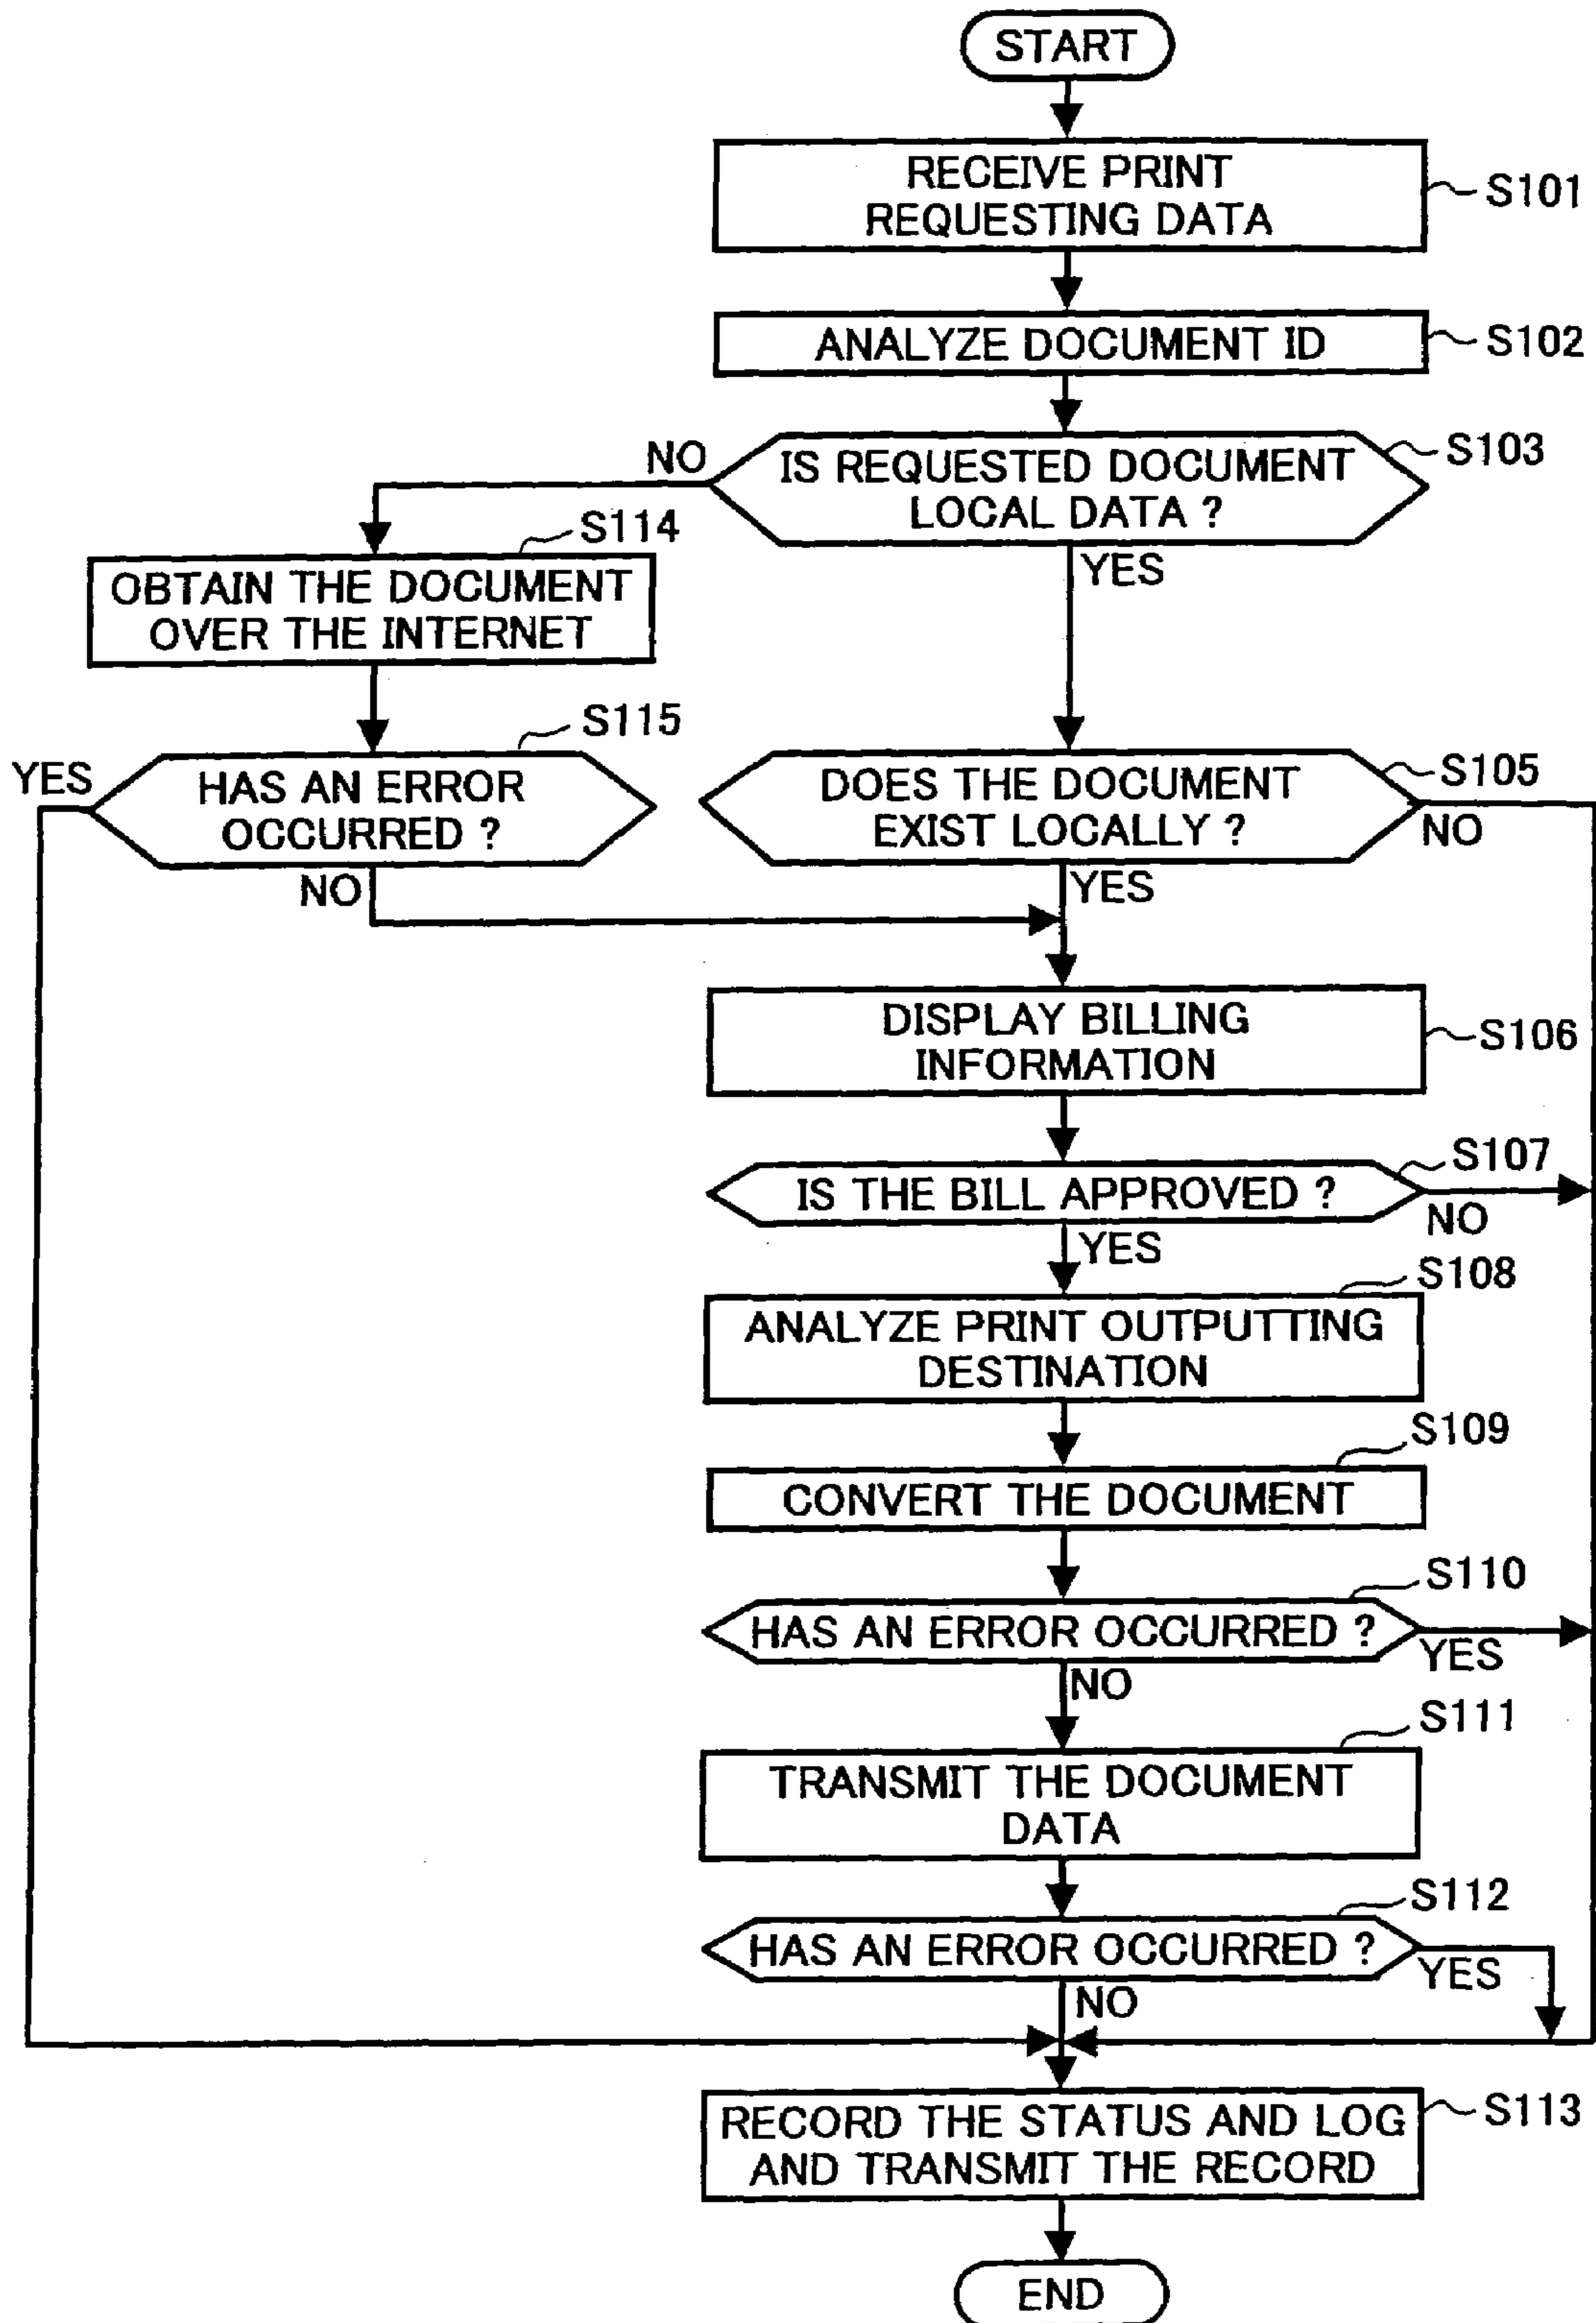 START
RECEIVE PRINT
REQUESTING DATA
S101
ANALYZE DOCUMENT ID
S102
IS REQUESTED DOCUMENT
LOCAL DATA ?
S103
NO
YES
S114
OBTAIN THE DOCUMENT
OVER THE INTERNET
S115
YES
HAS AN ERROR
OCCURRED ?
NO
DOES THE DOCUMENT
EXIST LOCALLY ?
S105
NO
YES
DISPLAY BILLING
INFORMATION
S106
IS THE BILL APPROVED ?
S107
NO
YES
S108
ANALYZE PRINT OUTPUTTING
DESTINATION
S109
CONVERT THE DOCUMENT
S110
HAS AN ERROR OCCURRED ?
YES
NO
S111
TRANSMIT THE DOCUMENT
DATA
S112
HAS AN ERROR OCCURRED ?
YES
NO
RECORD THE STATUS AND LOG
AND TRANSMIT THE RECORD
S113
END